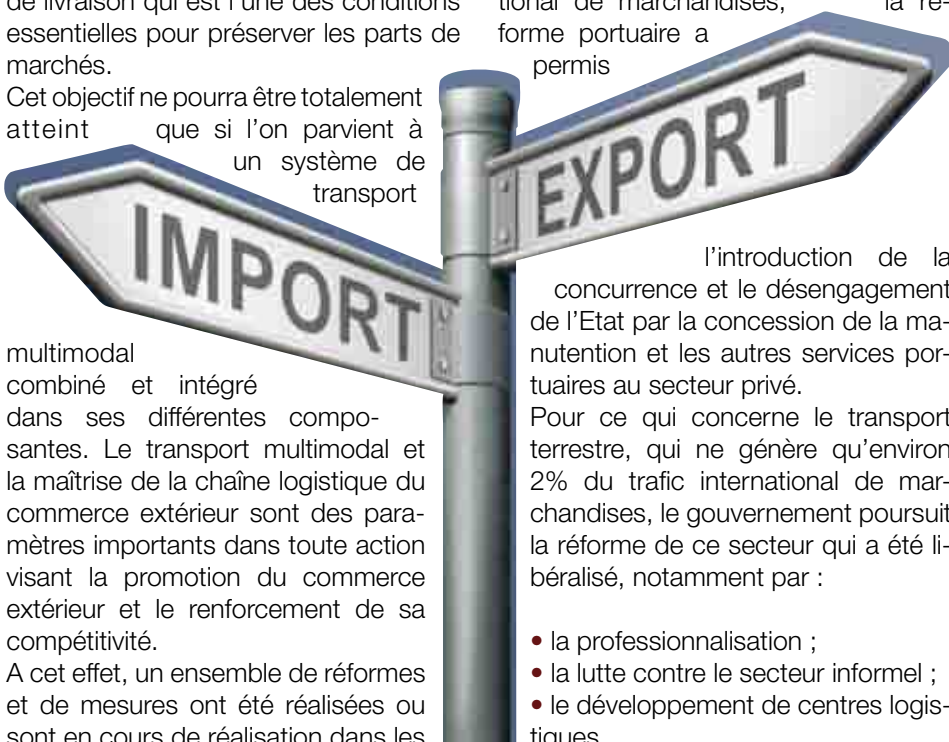 de livraison qui est l'une des conditions
essentielles pour préserver les parts de
marchés.
Cet objectif ne pourra être totalement
atteint que si l'on parvient à
un système de
transport
IMPORT
multimodal
combiné et intégré
dans ses différentes compo-
santes. Le transport multimodal et
la maîtrise de la chaîne logistique du
commerce extérieur sont des para-
mètres importants dans toute action
visant la promotion du commerce
extérieur et le renforcement de sa
compétitivité.
A cet effet, un ensemble de réformes
et de mesures ont été réalisées ou
sont en cours de réalisation dans les
tional de marchandises, la ré-
forme portuaire a
permis
EXPORT
l'introduction de la
concurrence et le désengagement
de l'Etat par la concession de la ma-
nutention et les autres services por-
tuaires au secteur privé.
Pour ce qui concerne le transport
terrestre, qui ne génère qu'environ
2% du trafic international de mar-
chandises, le gouvernement poursuit
la réforme de ce secteur qui a été li-
béralisé, notamment par :
• la professionnalisation ;
• la lutte contre le secteur informel ;
• le développement de centres logis-
tiques